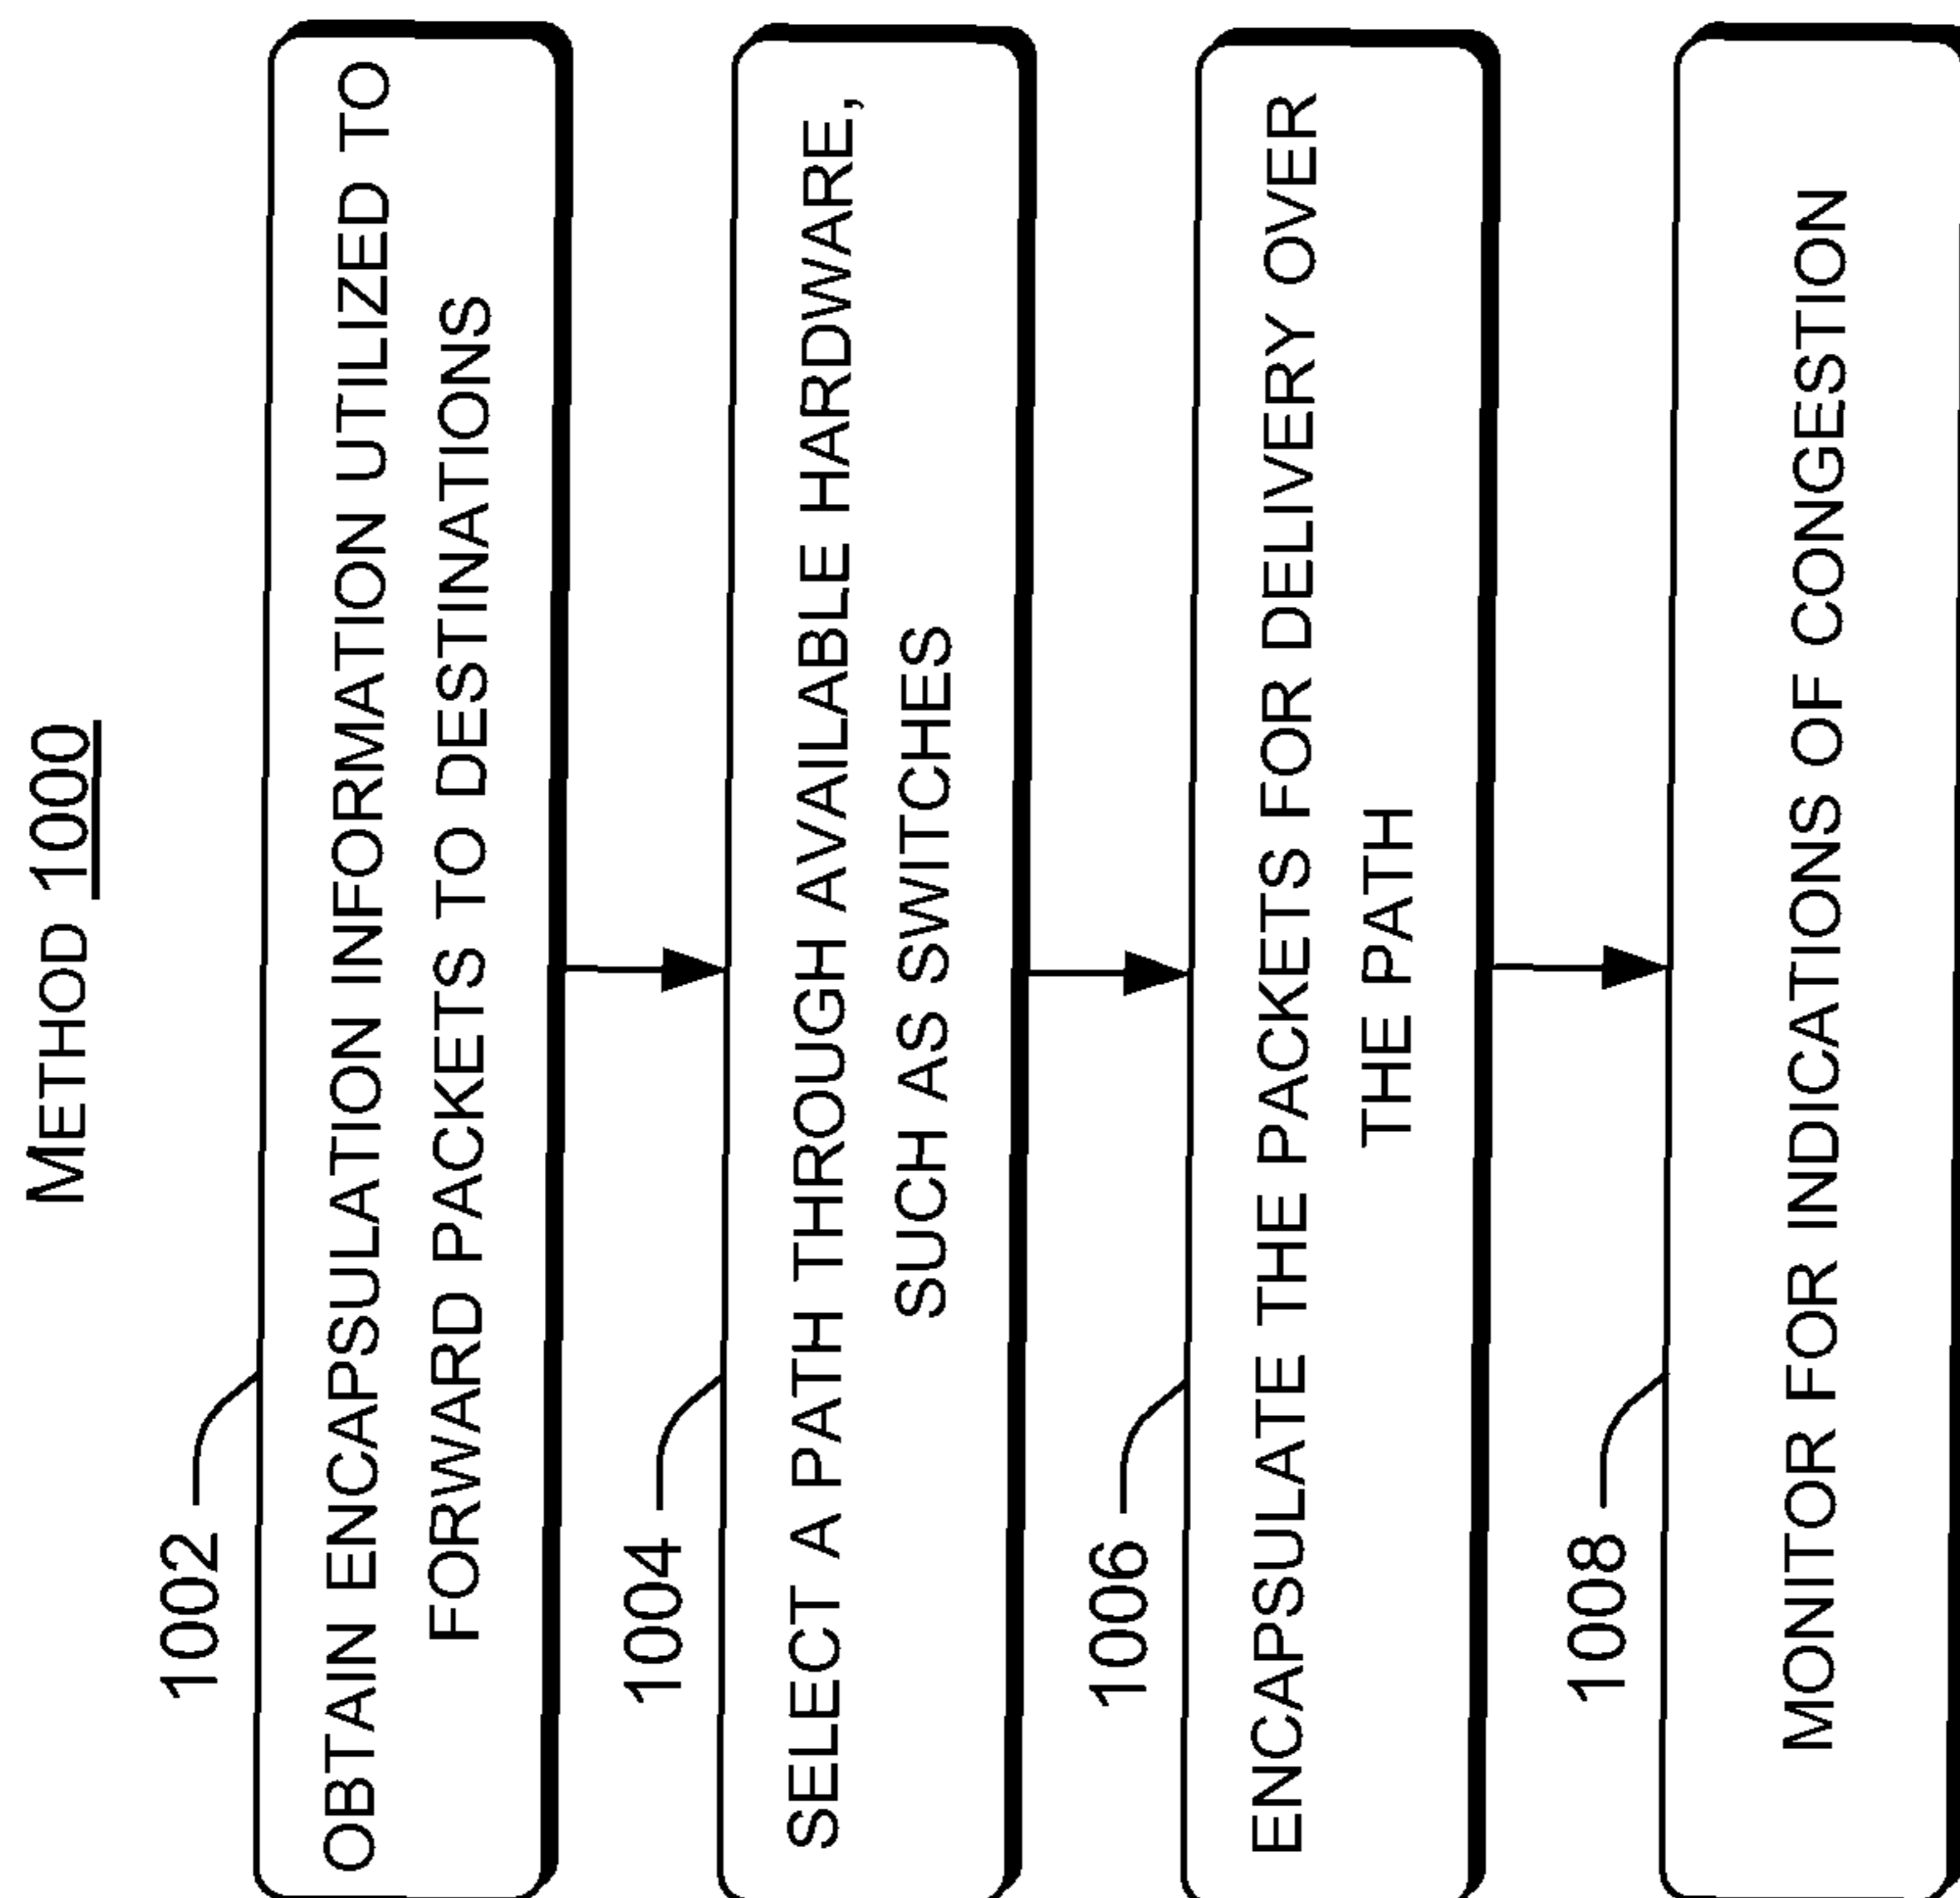 METHOD 1000
1002
OBTAIN ENCAPSULATION INFORMATION UTILIZED TO
FORWARD PACKETS TO DESTINATIONS
1004
SELECT A PATH THROUGH AVAILABLE HARDWARE,
SUCH AS SWITCHES
1006
ENCAPSULATE THE PACKETS FOR DELIVERY OVER
THE PATH
1008
MONITOR FOR INDICATIONS OF CONGESTION